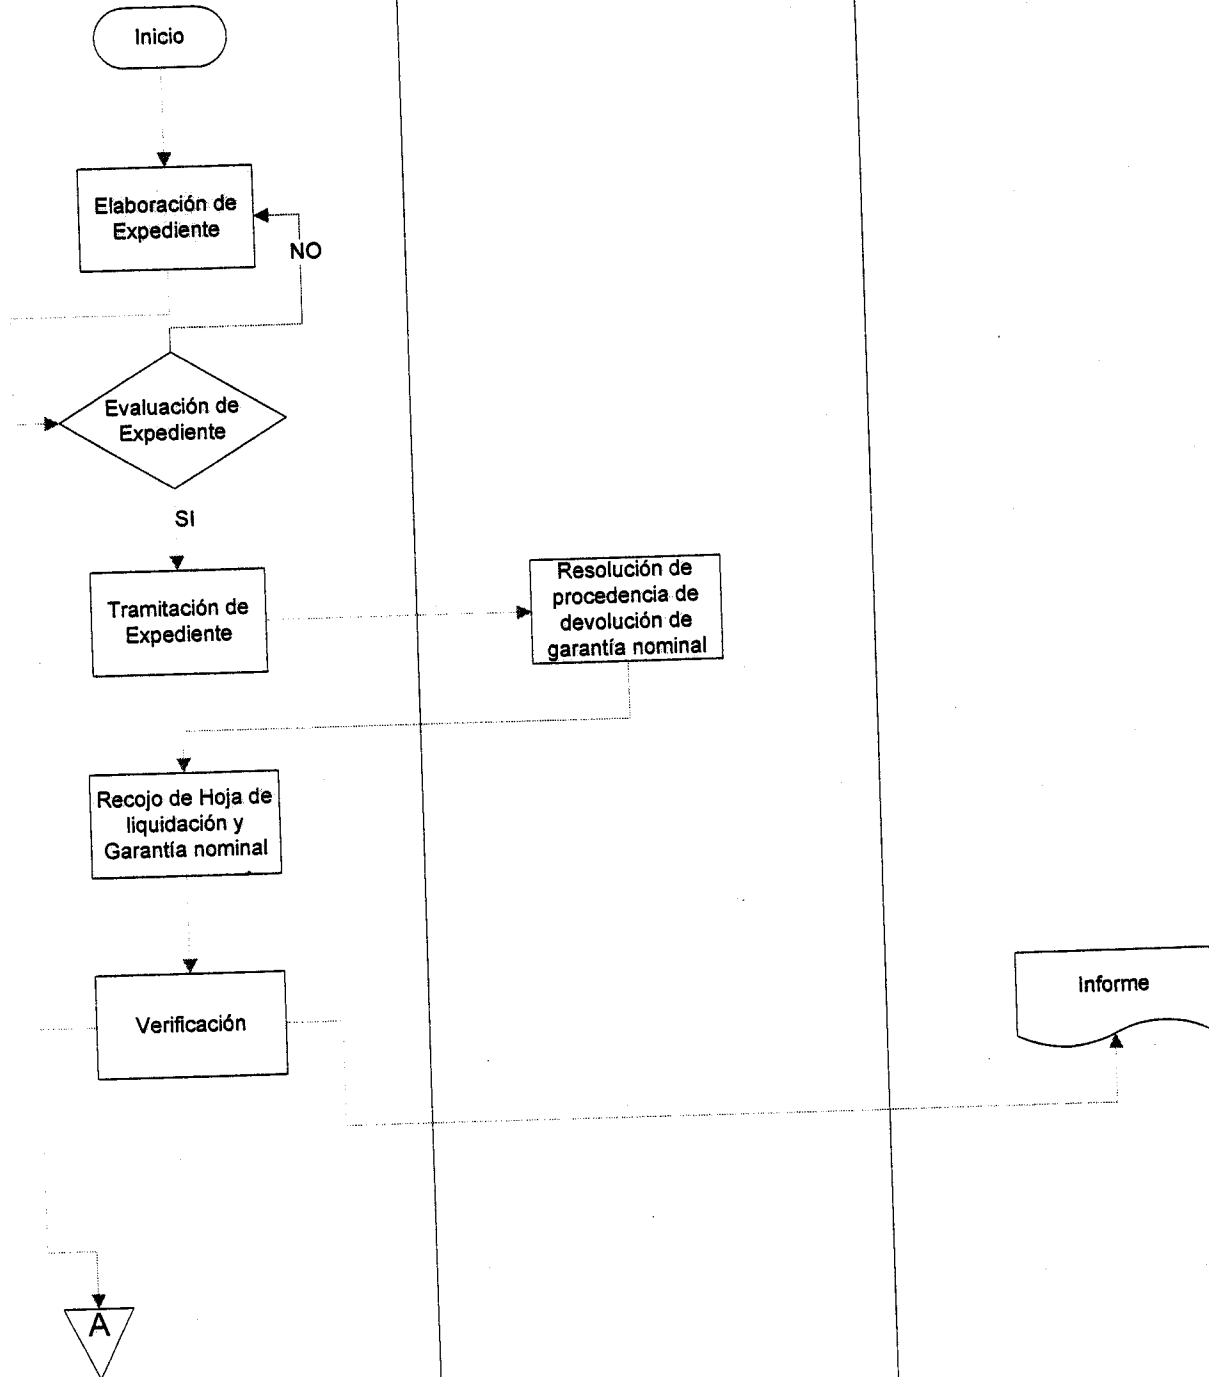 Inicio
Elaboración de
Expediente
NO
Evaluación de
Expediente
SI
Tramitación de
Expediente
Resolución de
procedencia de
devolución de
garantía nominal
Recojo de Hoja de
liquidación y
Garantía nominal
Verificación
Informe
A